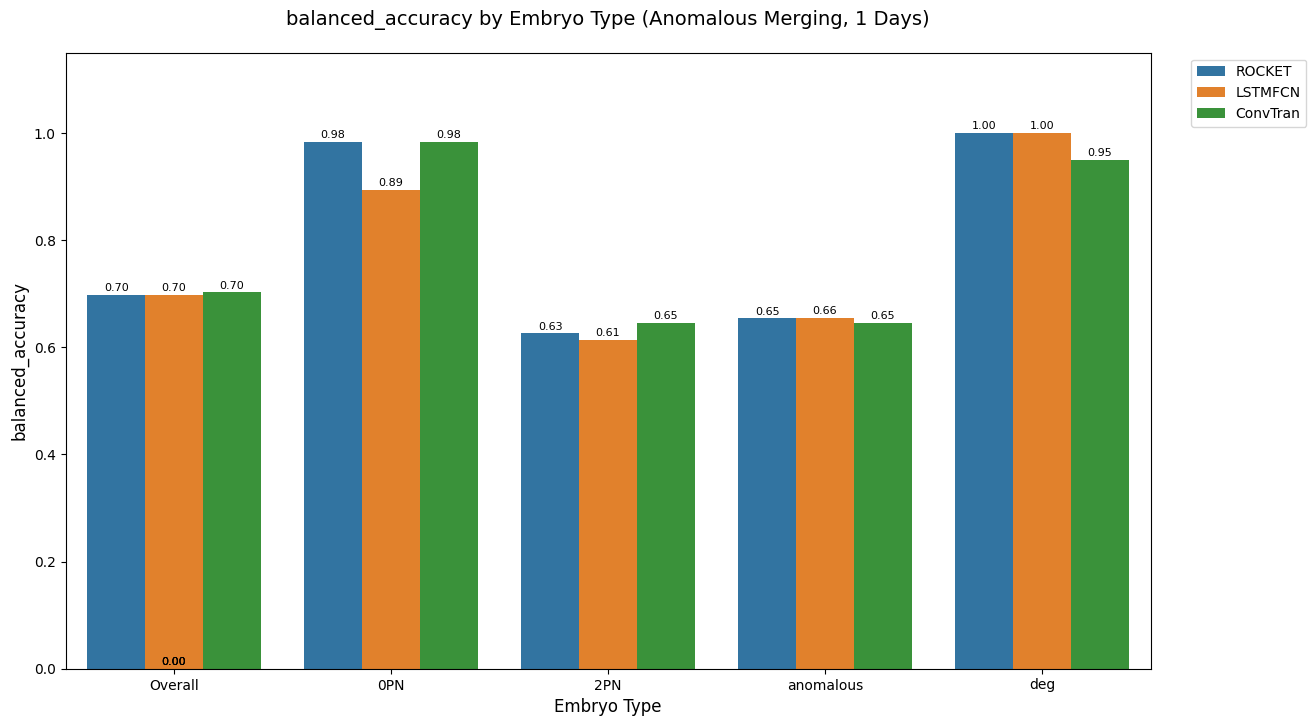 balanced_accuracy by Embryo Type (Anomalous Merging, 1 Days)
ROCKET
LSTMFCN
ConvTran
balanced_accuracy
1.0
0.8
0.6
0.4
0.2
0.0
0.70 0.70 0.70
0.98 0.89 0.98
0.63 0.61 0.65
0.65 0.66 0.65
1.00 1.00 0.95
0.00
Overall 0PN 2PN anomalous deg
Embryo Type